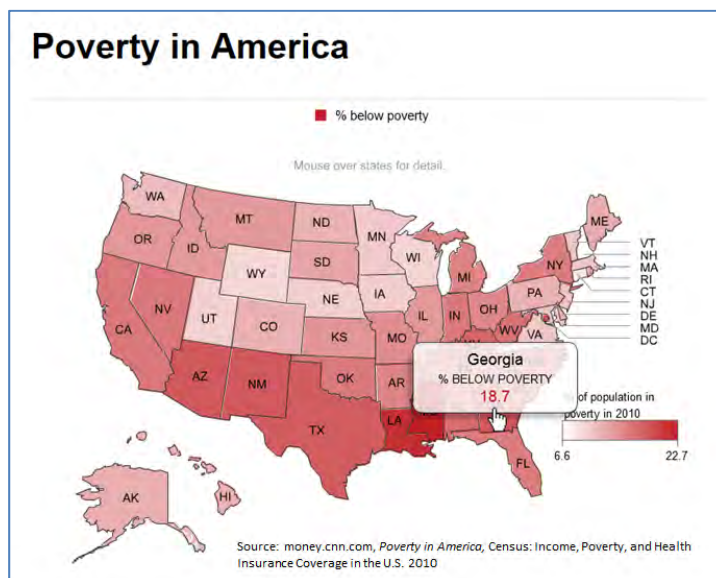 Poverty in America
% below poverty
Mouse over states for detail.
WA
OR
ID
MT
ND
MN
WI
SD
WY
NE
IA
NV
UT
CO
CA
AZ
NM
KS
OK
TX
MO
AR
LA
IL
IN
MI
OH
WV
VA
PA
NY
ME
VT
NH
MA
RI
CT
NJ
DE
MD
DC
Georgia
% BELOW POVERTY
18.7
of population in
poverty in 2010
6.6
22.7
FL
AK
HI
Source: money.cnn.com, Poverty in America, Census: Income, Poverty, and Health
Insurance Coverage in the U.S. 2010